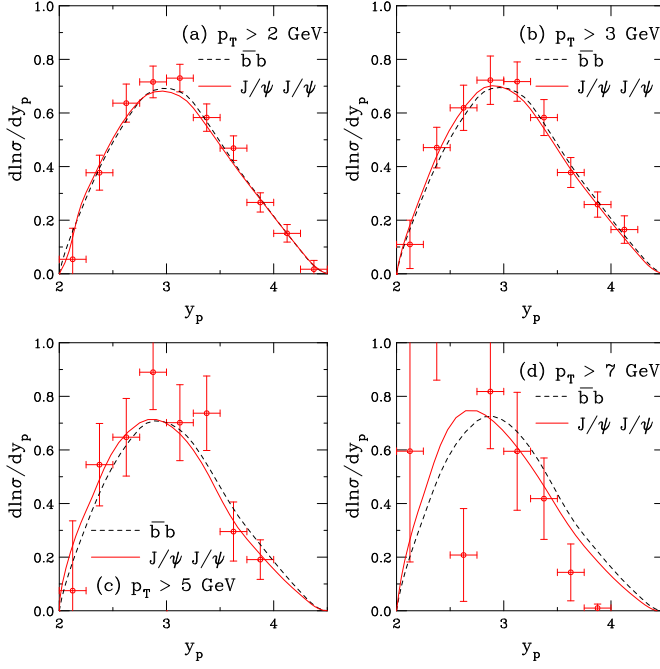 (a) p_T > 2 GeV
b̅b
J/ψ J/ψ
dlnσ/dy_p
1.0
0.8
0.6
0.4
0.2
0.0
2 3 4
y_p
(b) p_T > 3 GeV
b̅b
J/ψ J/ψ
dlnσ/dy_p
1.0
0.8
0.6
0.4
0.2
0.0
2 3 4
y_p
b̅b
J/ψ J/ψ
(c) p_T > 5 GeV
dlnσ/dy_p
1.0
0.8
0.6
0.4
0.2
0.0
2 3 4
y_p
(d) p_T > 7 GeV
b̅b
J/ψ J/ψ
dlnσ/dy_p
1.0
0.8
0.6
0.4
0.2
0.0
2 3 4
y_p